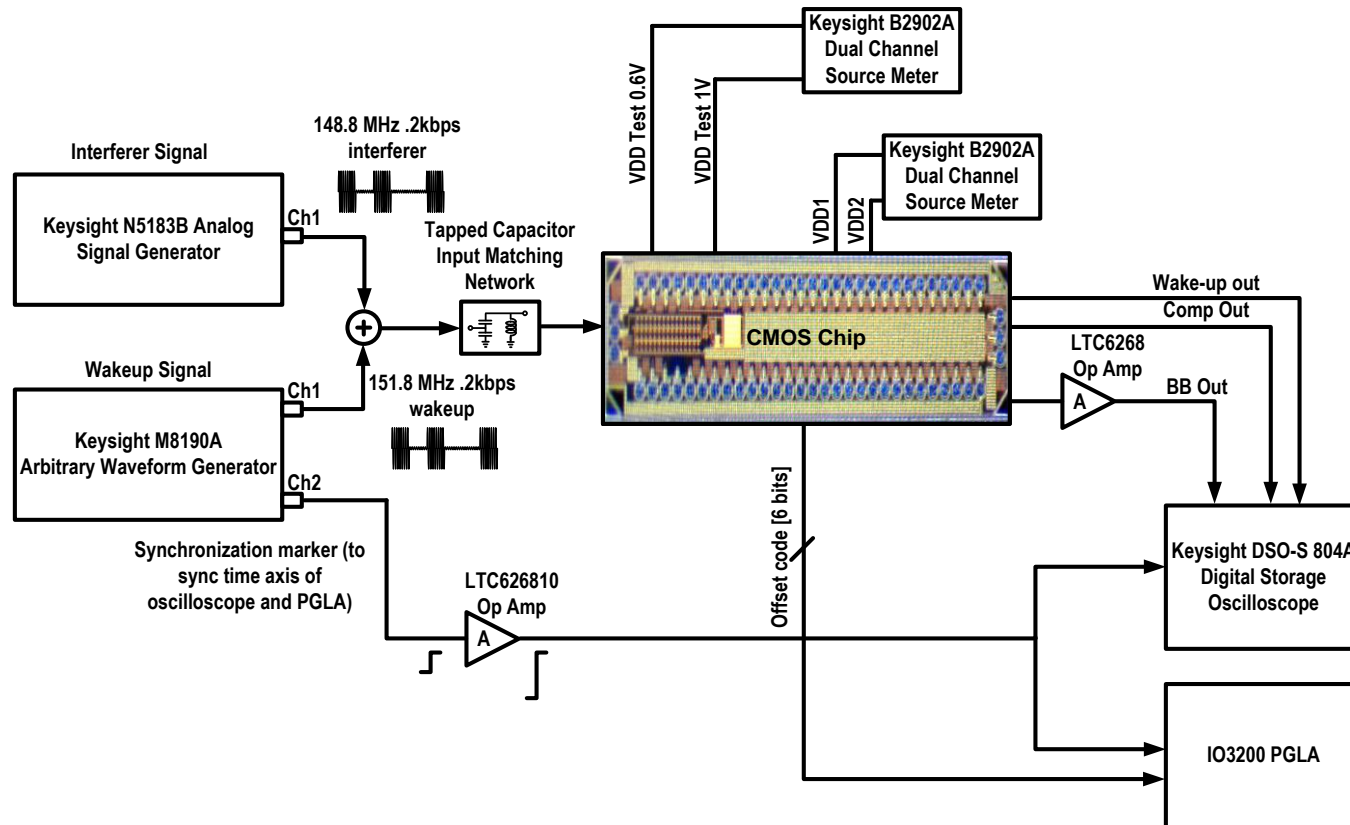 Keysight B2902A
Dual Channel
Source Meter
VDD Test 0.6V
VDD Test 1V
148.8 MHz .2kbps
interferer
Interferer Signal
Keysight N5183B Analog
Signal Generator
Ch1
Keysight B2902A
Dual Channel
Source Meter
VDD1
VDD2
Tapped Capacitor
Input Matching
Network
+
CMOS Chip
Wake-up out
Comp Out
LTC6268
Op Amp
A
BB Out
Wakeup Signal
Ch1
151.8 MHz .2kbps
wakeup
Keysight M8190A
Arbitrary Waveform Generator
Ch2
Synchronization marker (to
sync time axis of
oscilloscope and PGLA)
LTC626810
Op Amp
A
Offset code [6 bits]
Keysight DSO-S 804A
Digital Storage
Oscilloscope
IO3200 PGLA